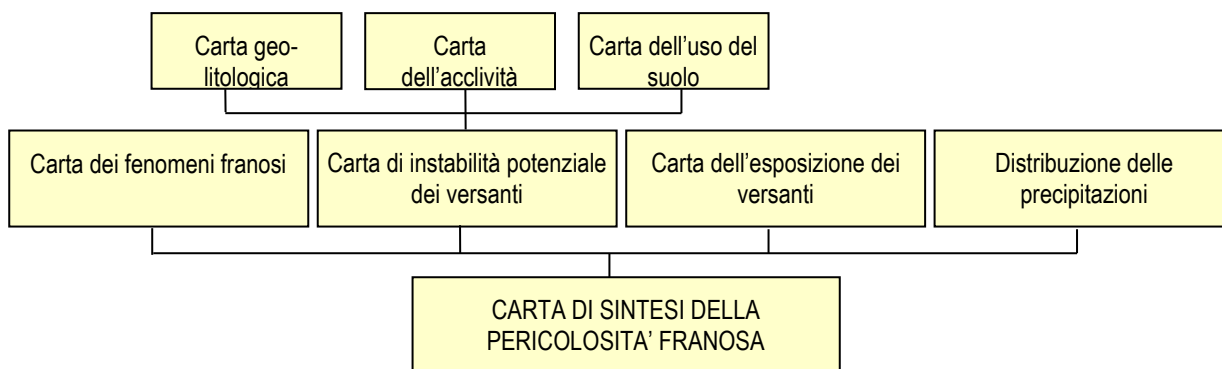 Carta geo-
litologica
Carta
dell'acclività
Carta dell'uso del
suolo
Carta dei fenomeni franosi
Carta di instabilità potenziale
dei versanti
Carta dell'esposizione dei
versanti
Distribuzione delle
precipitazioni
CARTA DI SINTESI DELLA
PERICOLOSITA' FRANOSA